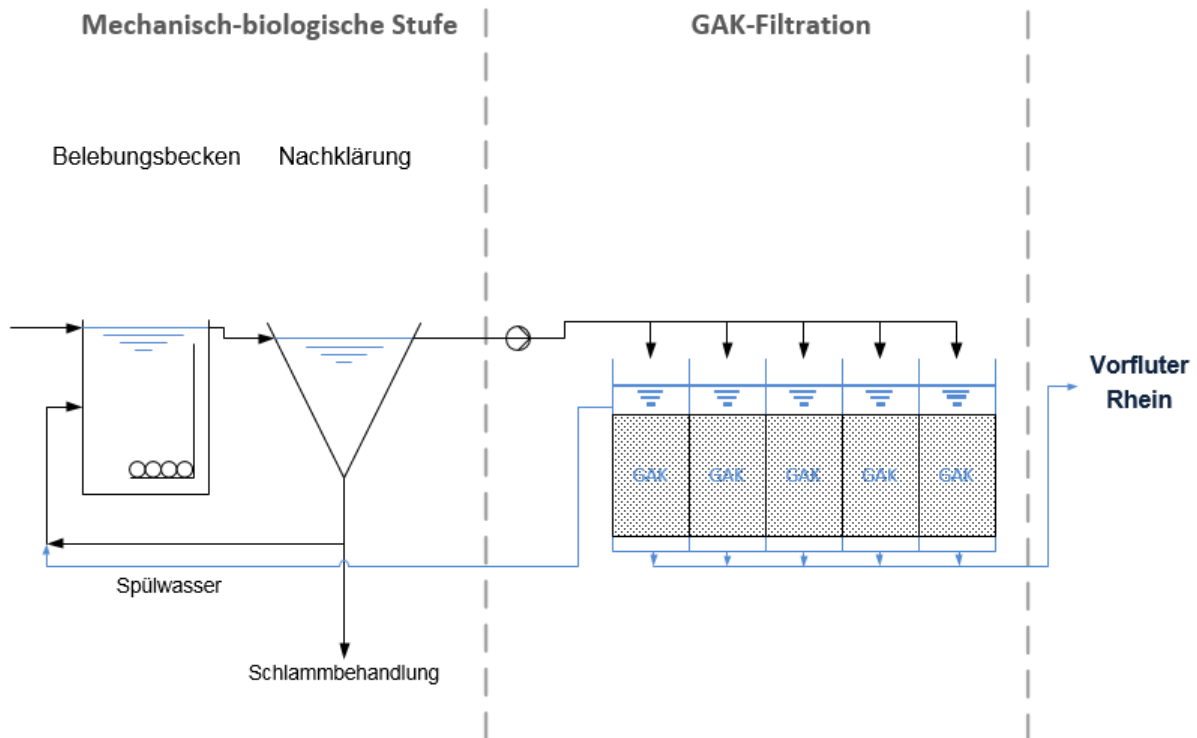 Mechanisch-biologische Stufe
GAK-Filtration
Belebungsbecken
Nachklärung
Vorfluter
Rhein
GAK
GAK
GAK
GAK
GAK
Spülwasser
Schlammbehandlung